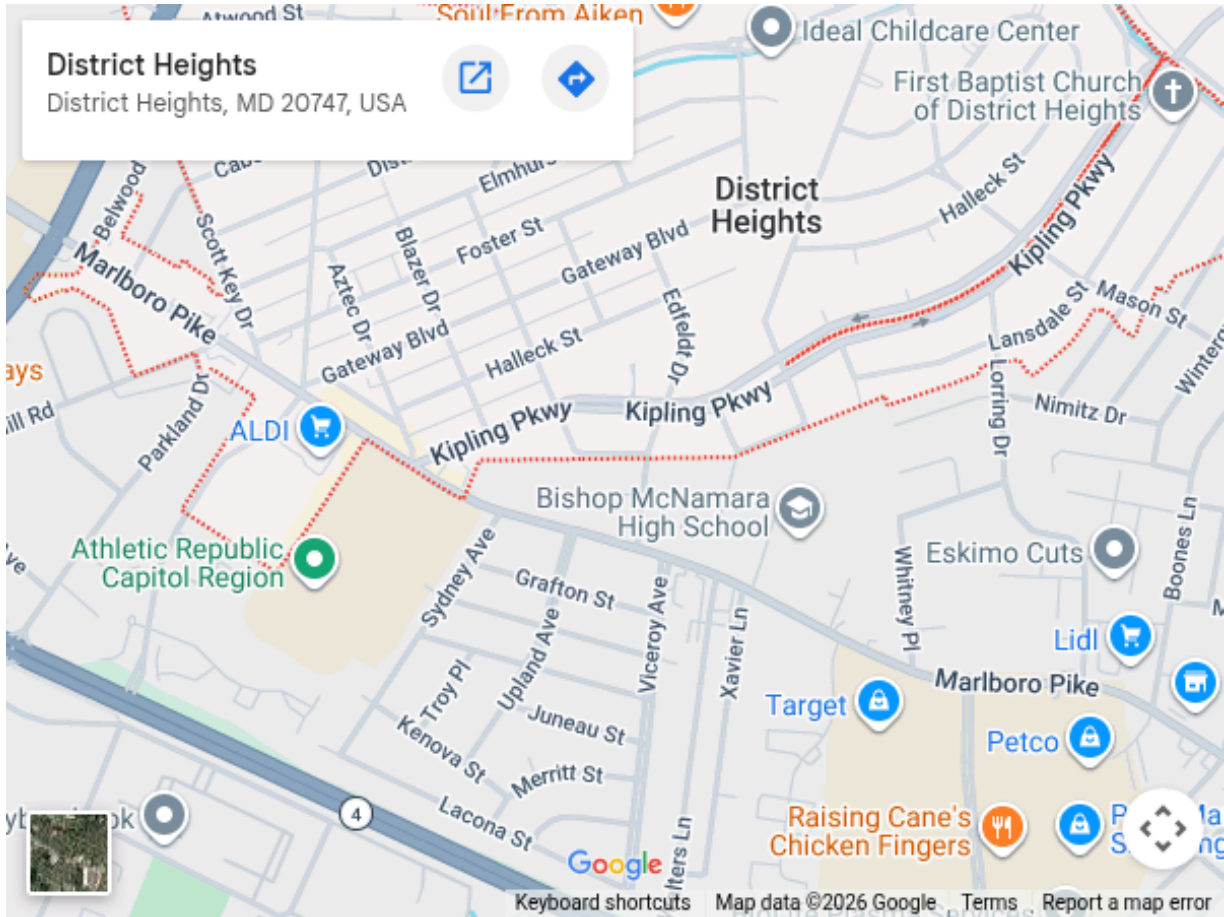 Atwood St
Soul From Aiken
Ideal Childcare Center
District Heights
District Heights, MD 20747, USA
First Baptist Church
of District Heights
Elmhurs
Belwood
District
Heights
Halleck St
Kipling Pkwy
Scott Key Dr
Foster St
Blazer Dr
Gateway Blvd
Marlboro Pike
Aztec Dr
Edfeldt Dr
Mason St
Lansdale St
Gateway Blvd
Halleck St
ays
Parkland Dr
Lorring Dr
Nimitz Dr
ill Rd
Kipling Pkwy
Kipling Pkwy
ALDI
Bishop McNamara
High School
Athletic Republic
Capitol Region
Sydney Ave
Whitney Pl
Eskimo Cuts
Boones Ln
Grafton St
Upland Ave
Viceroy Ave
Xavier Ln
Lidl
Troy Pl
Marlboro Pike
Target
Juneau St
Petco
Kenova St
Merritt St
4
Lacona St
Raising Cane's
Chicken Fingers
Google
Keyboard shortcuts
Map data ©2026 Google
Terms
Report a map error